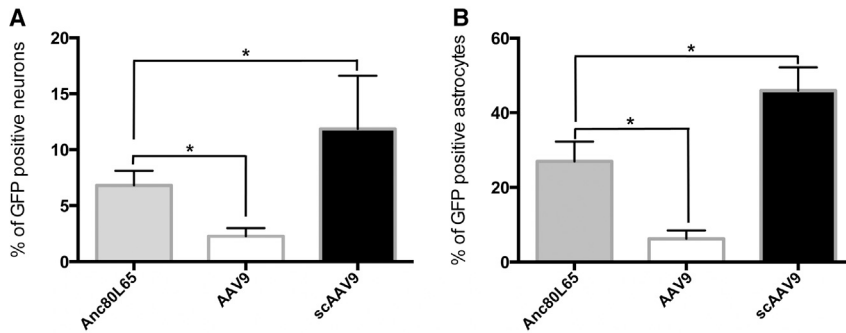 A
% of GFP positive neurons
20
15
10
5
0
*
*
Anc80L65
AAV9
scAAV9
B
% of GFP positive astrocytes
60
40
20
0
*
*
Anc80L65
AAV9
scAAV9